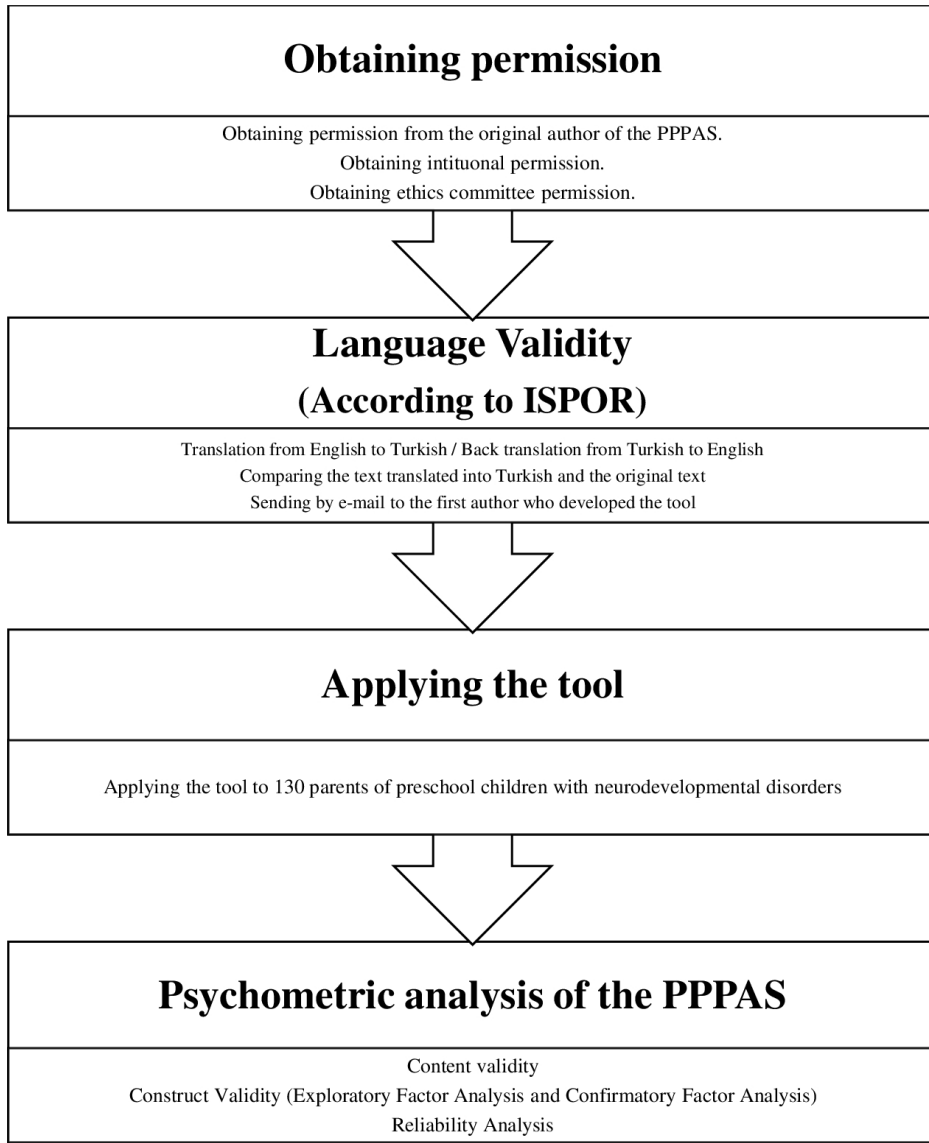 Obtaining permission
Obtaining permission from the original author of the PPPAS.
Obtaining intituonal permission.
Obtaining ethics committee permission.
Language Validity
(According to ISPOR)
Translation from English to Turkish / Back translation from Turkish to English
Comparing the text translated into Turkish and the original text
Sending by e-mail to the first author who developed the tool
Applying the tool
Applying the tool to 130 parents of preschool children with neurodevelopmental disorders
Psychometric analysis of the PPPAS
Content validity
Construct Validity (Exploratory Factor Analysis and Confirmatory Factor Analysis)
Reliability Analysis